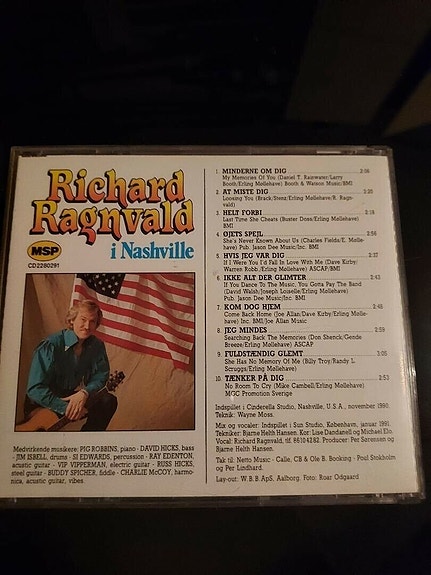 Richard
Ragnvald
i Nashville
MSP
CD2280291
Medvirkende musikere: PIG ROBBINS, piano - DAVID HICKS, bass
- JIM ISBELL, drums - SI EDWARDS, percussion - RAY EDENTON,
acustic guitar - VIP VIPPERMAN, electric guitar - RUSS HICKS,
steel guitar - BUDDY SPICHER, fiddle - CHARLIE McCOY, harmo-
nica, acustic guitar, vibes.
1. MINDERNE OM DIG 3:06
My Memories Of You (Daniel T. Rainwater/Larry
Booth/Erling Møllehave) Booth & Watson Music/BMI
2. AT MISTE DIG 3:20
Loosing You (Brack/Stenz/Erling Møllehave/B. Ragn-
vald)
3. HELT FORBI 2:18
Last Time She Cheats (Buster Doss/Erling Møllehave)
BMI
4. ØJETS SPEJL 2:56
She's Never Known About Us (Charles Fields/E. Mølle-
have) Pub. Jason Dee Music/Inc. BMI
5. HVIS JEG VAR DIG 2:37
If I Were You I'd Fall In Love With Me (Dave Kirby/
Warren Robb./Erling Møllehave) ASCAP/BMI
6. IKKE ALT DER GLIMTER 2:43
If You Dance To The Music, You Gotta Pay The Band
(David Walsh/Joseph Loiselle/Erling Møllehave)
Pub. Jason Dee Music/Inc. BMI
7. KOM DOG HJEM 2:46
Come Back Home (Joe Allan/Dave Kirby/Erling Møllehave)
Inc. BMI/Joe Allan Music
8. JEG MINDES 2:59
Searching Back The Memories (Don Shenck/Gende
Breeze/Erling Møllehave) ASCAP
9. FULDSTÆNDIG GLEMT 3:05
She Has No Memory Of Me (Billy Troy/Randy L.
Scruggs/Erling Møllehave)
10. TÆNKER PÅ DIG 2:53
No Room To Cry (Mike Cambell/Erling Møllehave)
MGC Promotion Sverige
Indspillet i Cinderella Studio, Nashville, U.S.A., november 1990.
Teknik: Wayne Moss.
Mix og vocaler: Indspillet i Sun Studio, København, januar 1991.
Tekniker: Bjarne Helth Hansen. Kor: Lise Dandanell og Michael Elo.
Vocal: Richard Ragnvald, tlf. 86104282. Producer: Per Sørensen og
Bjarne Helth Hansen.
Tak til: Netto Music - Calle, CB & Ole B. Booking - Poul Stokholm
og Per Lindhard.
Lay-out: W.B.B. ApS. Aalborg. Foto: Roar Odgaard